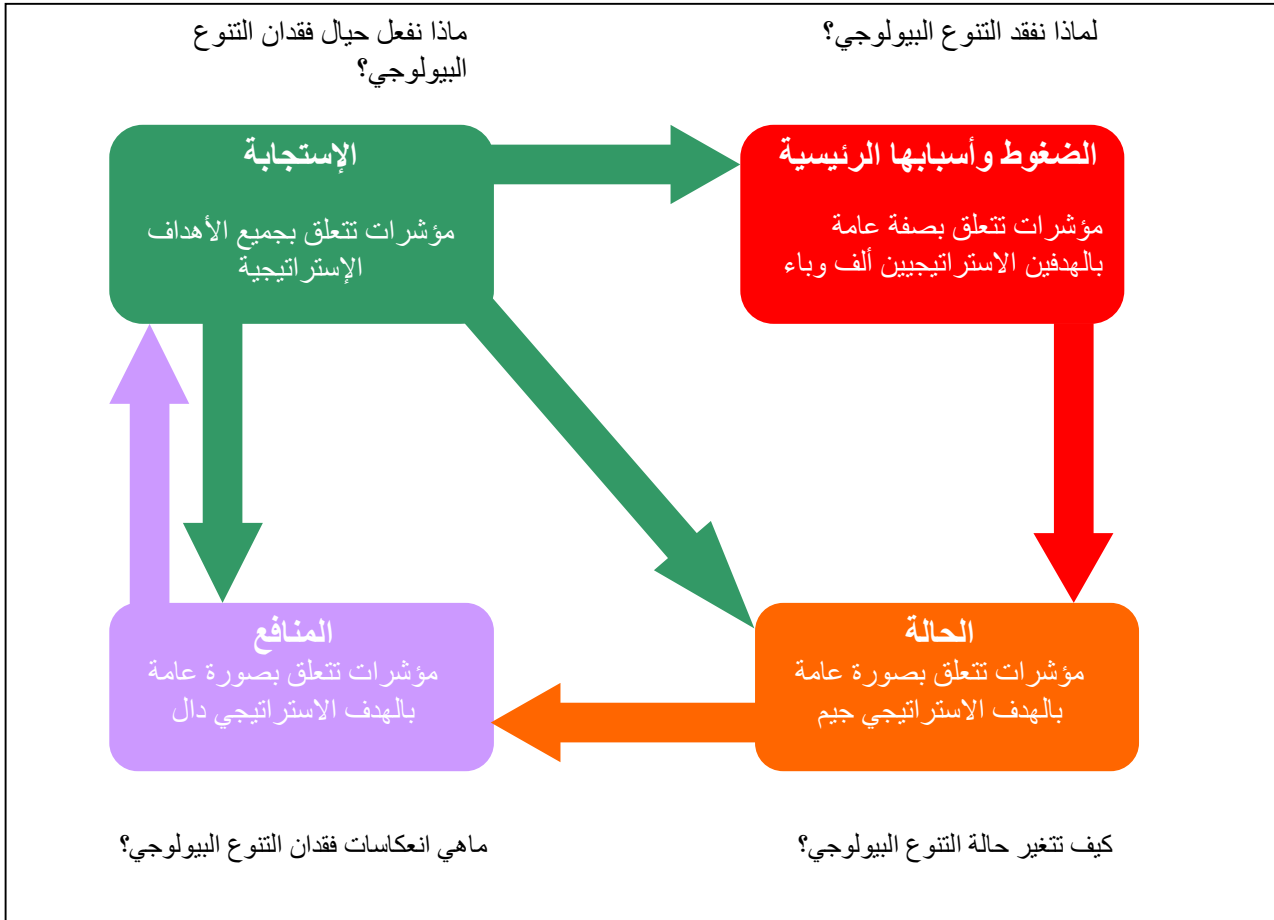 لماذا نفقد التنوع البيولوجي؟
ماذا نفعل حيال فقدان التنوع
البيولوجي؟
الضغوط وأسبابها الرئيسية
مؤشرات تتعلق بصفة عامة
بالهدفين الاستراتيجيين ألف وباء
الإستجابة
مؤشرات تتعلق بجميع الأهداف
الإستراتيجية
الحالة
مؤشرات تتعلق بصورة عامة
بالهدف الاستراتيجي جيم
المنافع
مؤشرات تتعلق بصورة عامة
بالهدف الاستراتيجي دال
كيف تتغير حالة التنوع البيولوجي؟
ماهي انعكاسات فقدان التنوع البيولوجي؟